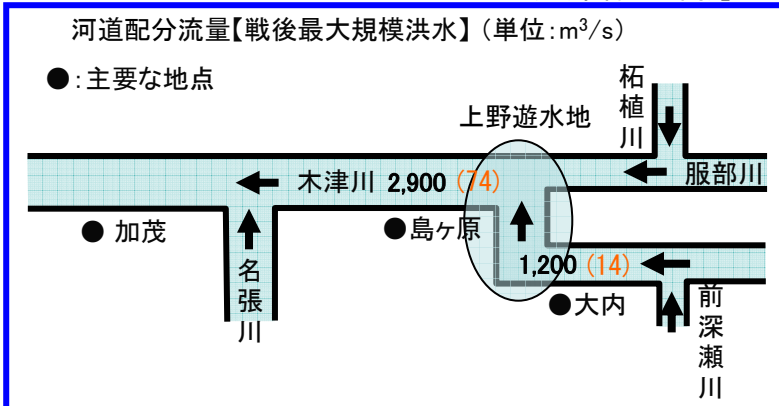 河道配分流量【戦後最大規模洪水】（単位:m³/s）
●:主要な地点
上野遊水地
柘植川
木津川 2,900 (74)
服部川
● 加茂
●島ヶ原
名張川
1,200 (14)
●大内
前深瀬川